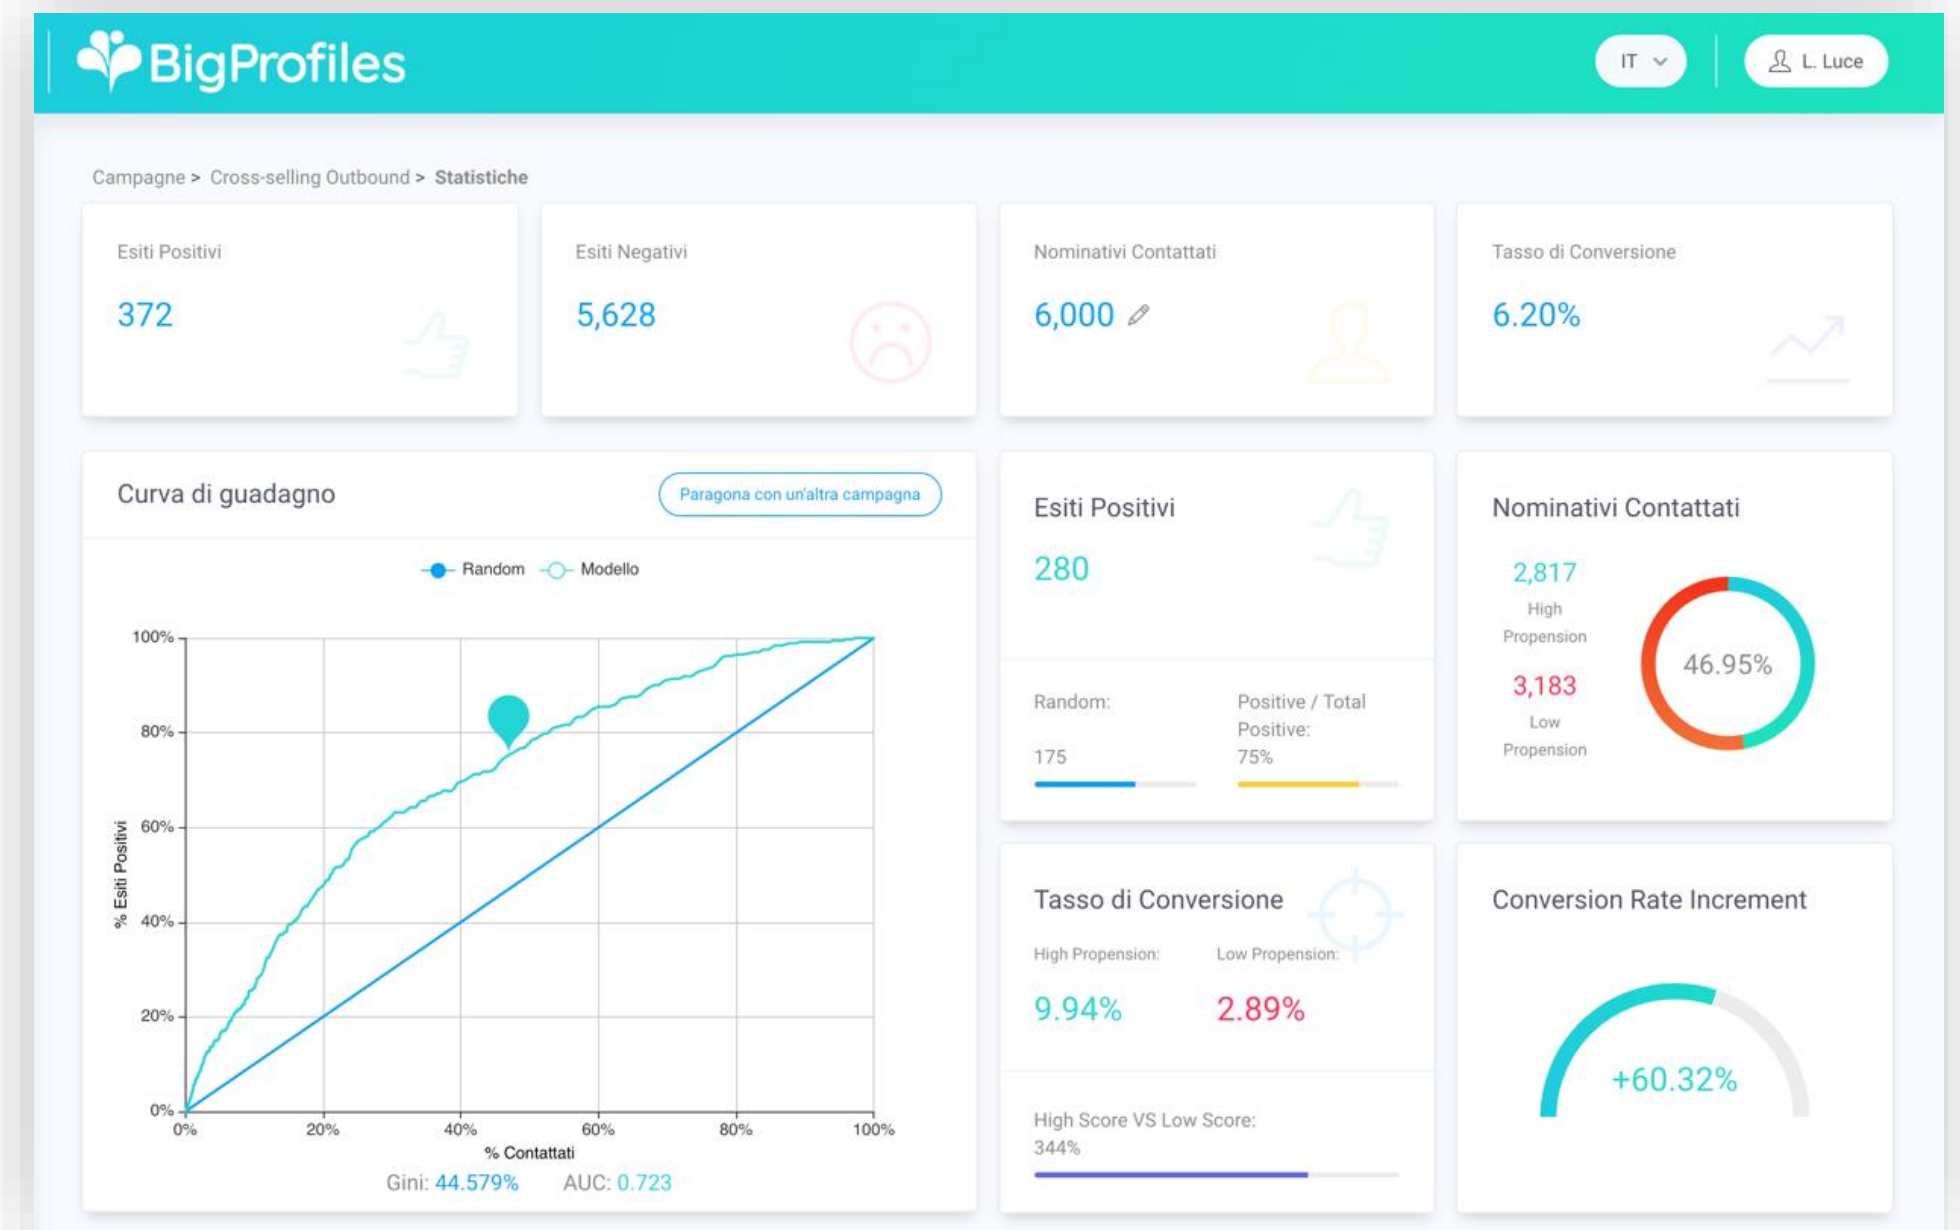 BigProfiles
IT
L. Luce
Campagne > Cross-selling Outbound > Statistiche
Esiti Positivi
372
Esiti Negativi
5,628
Nominativi Contattati
6,000
Tasso di Conversione
6.20%
Curva di guadagno
Paragona con un'altra campagna
Random
Modello
100%
80%
60%
40%
20%
0%
% Esiti Positivi
0%
20%
40%
60%
80%
100%
% Contattati
Gini: 44.579%
AUC: 0.723
Esiti Positivi
280
Random:
175
Positive / Total
Positive:
75%
Nominativi Contattati
2,817
High
Propension
3,183
Low
Propension
46.95%
Tasso di Conversione
High Propension:
9.94%
Low Propension:
2.89%
High Score VS Low Score:
344%
Conversion Rate Increment
+60.32%